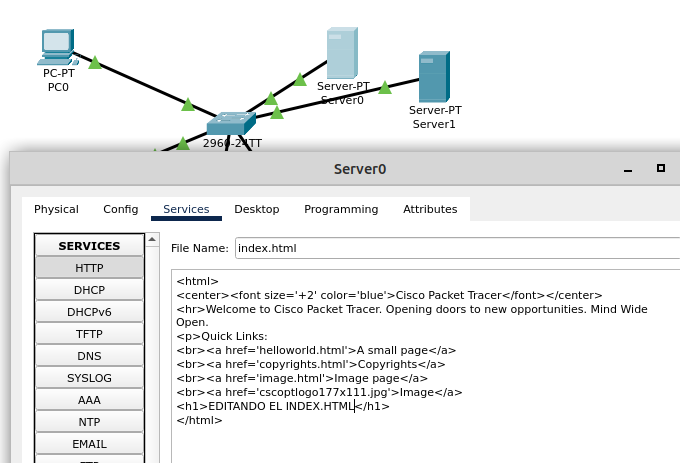 PC-PT
PC0
Server-PT
Server0
Server-PT
Server1
2960-24TT
Server0
Physical Config Services Desktop Programming Attributes
SERVICES
HTTP
DHCP
DHCPv6
TFTP
DNS
SYSLOG
AAA
NTP
EMAIL
File Name: index.html
<html>
<center><font size='+2' color='blue'>Cisco Packet Tracer</font></center>
<hr>Welcome to Cisco Packet Tracer. Opening doors to new opportunities. Mind Wide
Open.
<p>Quick Links:
<br><a href='helloworld.html'>A small page</a>
<br><a href='copyrights.html'>Copyrights</a>
<br><a href='image.html'>Image page</a>
<br><a href='cscoptlogo177x111.jpg'>Image</a>
<h1>EDITANDO EL INDEX.HTML</h1>
</html>